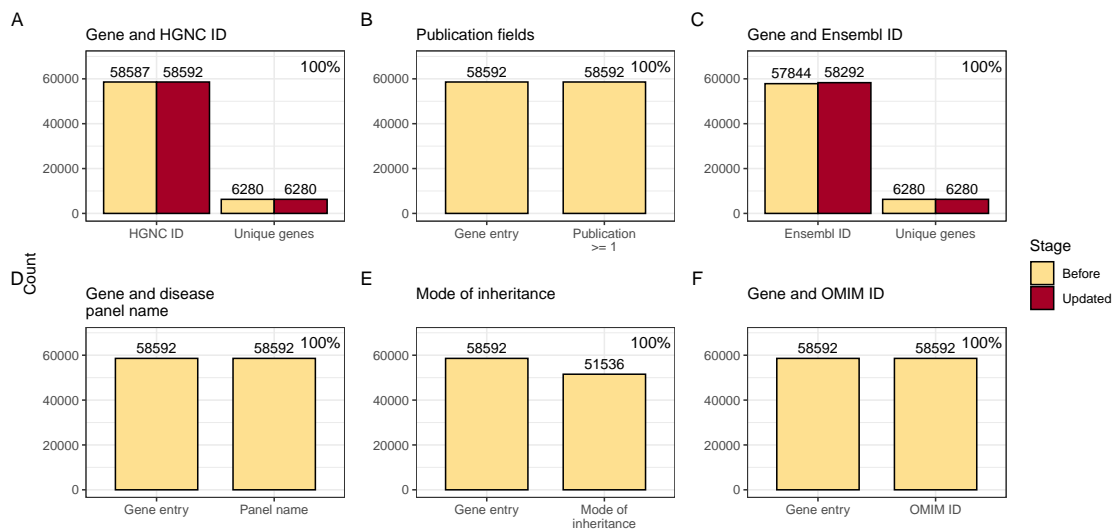 A
Gene and HGNC ID
58587
58592
100%
6280
6280
60000
40000
20000
0
HGNC ID
Unique genes
B
Publication fields
58592
58592
100%
60000
40000
20000
0
Gene entry
Publication
>= 1
C
Gene and Ensembl ID
57844
58292
100%
6280
6280
60000
40000
20000
0
Ensembl ID
Unique genes
Count
D
Gene and disease
panel name
58592
58592
100%
60000
40000
20000
0
Gene entry
Panel name
E
Mode of inheritance
58592
51536
100%
60000
40000
20000
0
Gene entry
Mode of
inheritance
F
Gene and OMIM ID
58592
58592
100%
60000
40000
20000
0
Gene entry
OMIM ID
Stage
Before
Updated